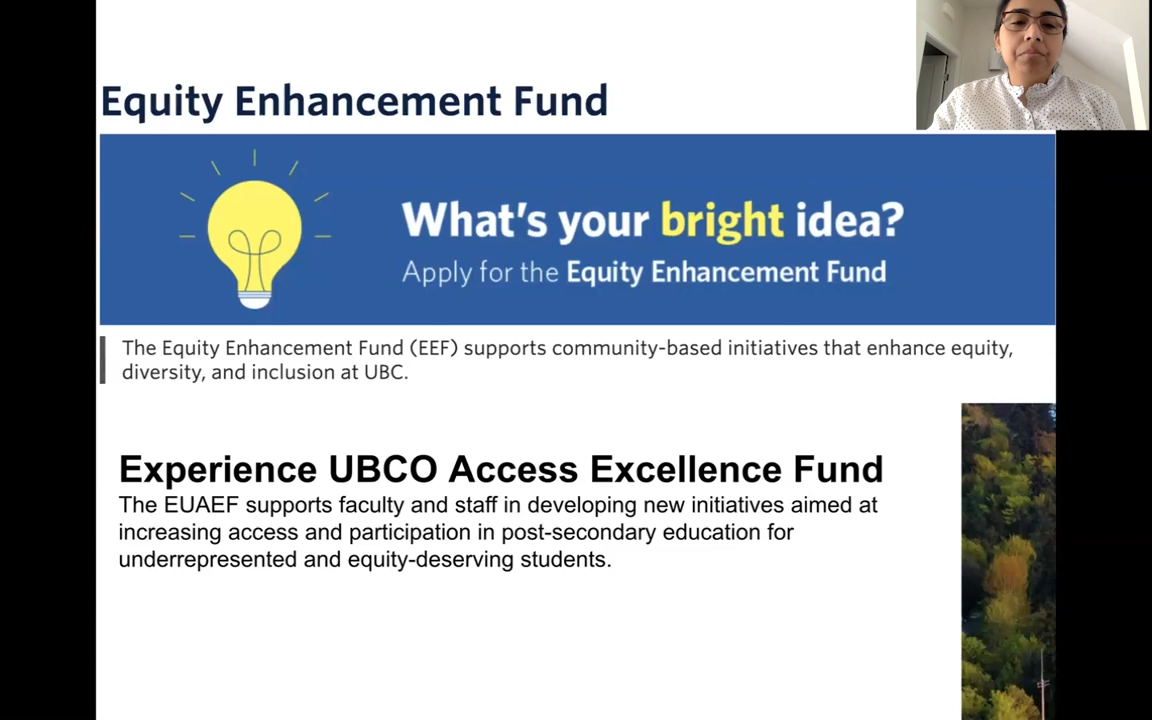 Equity Enhancement Fund
What's your bright idea?
Apply for the Equity Enhancement Fund
The Equity Enhancement Fund (EEF) supports community-based initiatives that enhance equity,
diversity, and inclusion at UBC.
Experience UBCO Access Excellence Fund
The EUAEF supports faculty and staff in developing new initiatives aimed at
increasing access and participation in post-secondary education for
underrepresented and equity-deserving students.